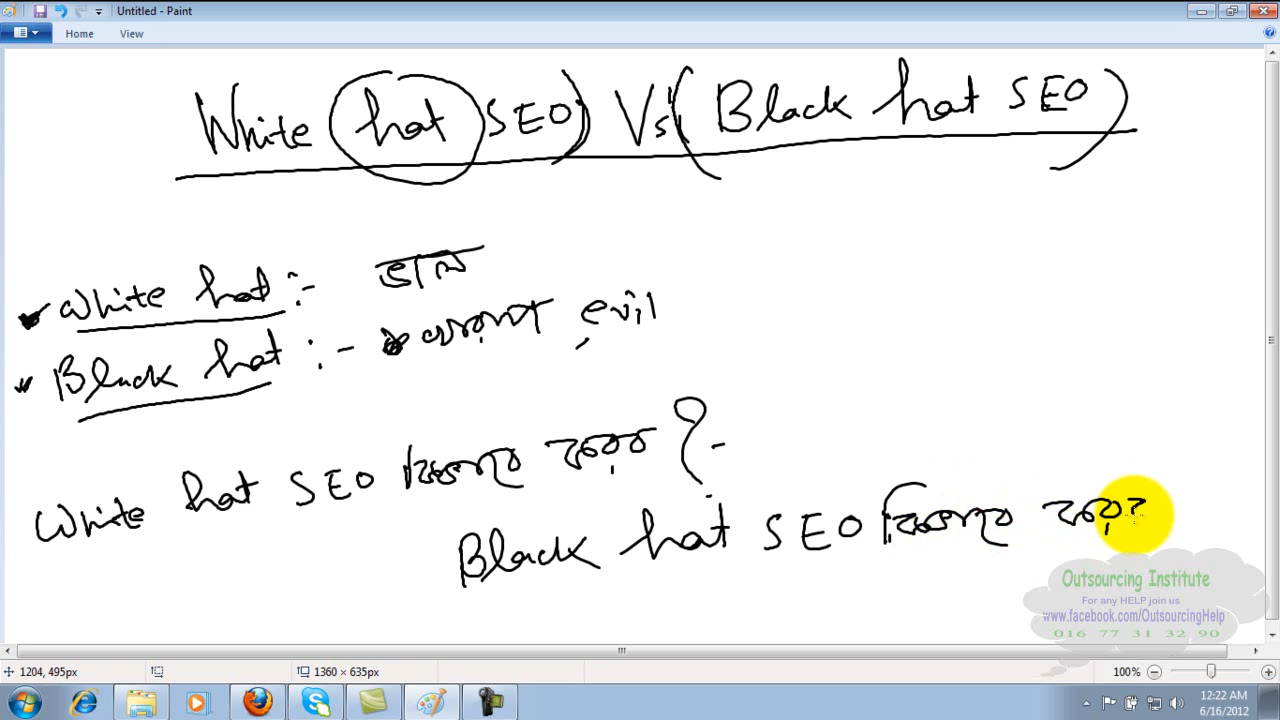 Untitled - Paint
Home View
White hat SEO) Vs (Black hat SEO)
White hat :- ভাল
Black hat :- খারাপ evil
White hat SEO কিভাবে করব ?
Black hat SEO কিভাবে করব?
Outsourcing Institute
For any HELP join us
www.facebook.com/OutsourcingHelp
016 77 31 32 90
1204, 495px 1360 × 635px 100%
12:22 AM
6/16/2012